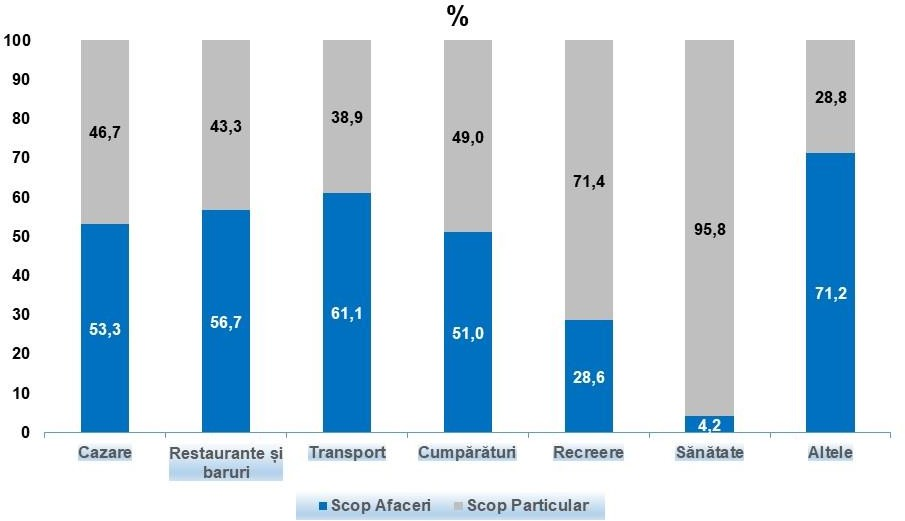 %
100
90
80
70
60
50
40
30
20
10
0
46,7
43,3
38,9
49,0
71,4
95,8
28,8
53,3
56,7
61,1
51,0
28,6
4,2
71,2
Cazare
Restaurante și
baruri
Transport
Cumpărături
Recreere
Sănătate
Altele
Scop Afaceri
Scop Particular